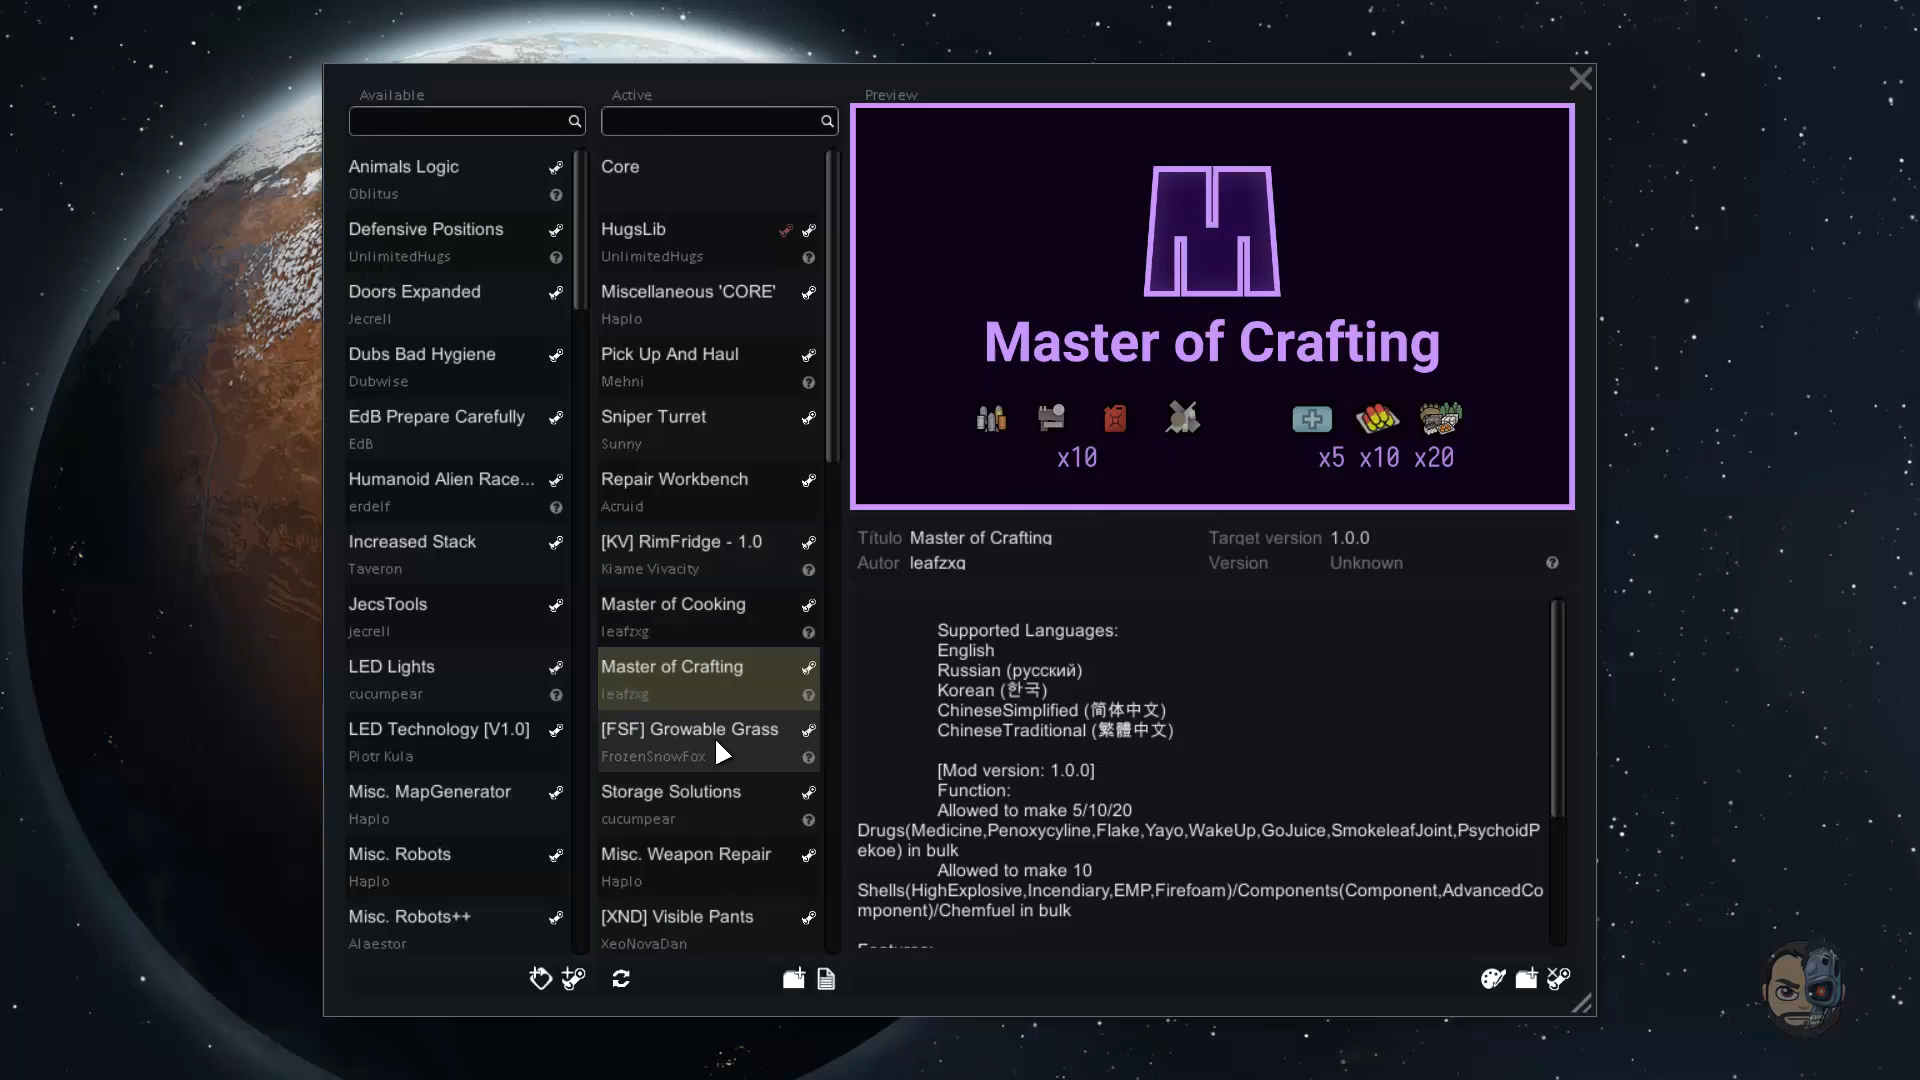 Available
Animals Logic
Oblitus
Defensive Positions
UnlimitedHugs
Doors Expanded
Jecrell
Dubs Bad Hygiene
Dubwise
EdB Prepare Carefully
EdB
Humanoid Alien Race...
erdelf
Increased Stack
Taveron
JecsTools
jecrell
LED Lights
cucumpear
LED Technology [V1.0]
Piotr Kula
Misc. MapGenerator
Haplo
Misc. Robots
Haplo
Misc. Robots++
Alaestor
Active
Core
HugsLib
UnlimitedHugs
Miscellaneous 'CORE'
Haplo
Pick Up And Haul
Mehni
Sniper Turret
Sunny
Repair Workbench
Acruid
[KV] RimFridge - 1.0
Kiame Vivacity
Master of Cooking
leafzxg
Master of Crafting
leafzxg
[FSF] Growable Grass
FrozenSnowFox
Storage Solutions
cucumpear
Misc. Weapon Repair
Haplo
[XND] Visible Pants
XeoNovaDan
Preview
Master of Crafting
x10 x5 x10 x20
Título Master of Crafting Target version 1.0.0
Autor leafzxg Version Unknown
Supported Languages:
English
Russian (русский)
Korean (한국)
ChineseSimplified (简体中文)
ChineseTraditional (繁體中文)
[Mod version: 1.0.0]
Function:
Allowed to make 5/10/20
Drugs(Medicine,Penoxycyline,Flake,Yayo,WakeUp,GoJuice,SmokeleafJoint,PsychoidP
ekoe) in bulk
Allowed to make 10
Shells(HighExplosive,Incendiary,EMP,Firefoam)/Components(Component,AdvancedCo
mponent)/Chemfuel in bulk